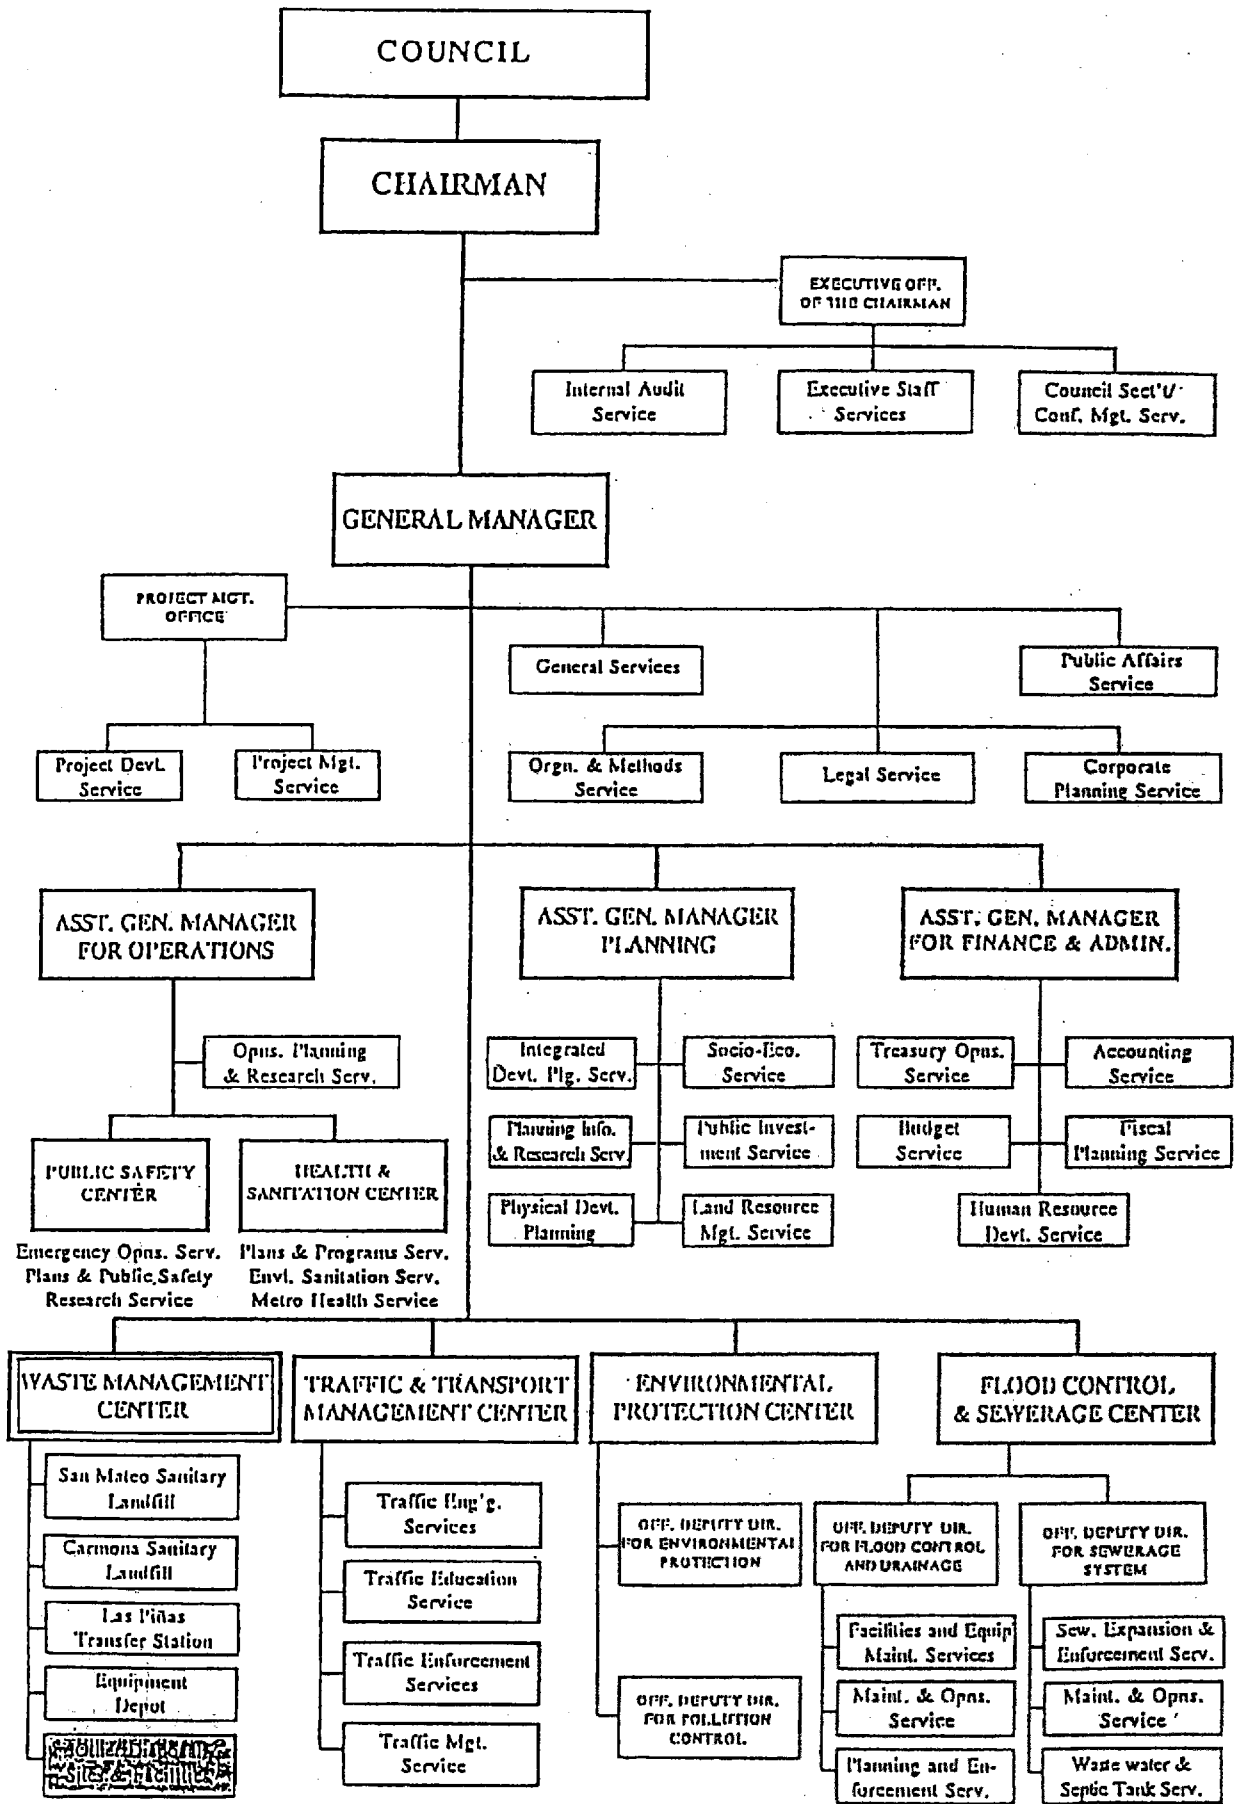 COUNCIL
CHAIRMAN
EXECUTIVE OFF.
OF THE CHAIRMAN
Internal Audit
Service
Executive Staff
Services
Council Sect't/
Conf. Mgt. Serv.
GENERAL MANAGER
PROJECT MGT.
OFFICE
General Services
Public Affairs
Service
Project Devt.
Service
Project Mgt.
Service
Orgn. & Methods
Service
Legal Service
Corporate
Planning Service
ASST. GEN. MANAGER
FOR OPERATIONS
ASST. GEN. MANAGER
PLANNING
ASST. GEN. MANAGER
FOR FINANCE & ADMIN.
Opns. Planning
& Research Serv.
Integrated
Devt. Plg. Serv.
Socio-Eco.
Service
Treasury Opns.
Service
Accounting
Service
PUBLIC SAFETY
CENTER
HEALTH &
SANITATION CENTER
Planning Info.
& Research Serv.
Public Invest-
ment Service
Budget
Service
Fiscal
Planning Service
Physical Devt.
Planning
Land Resource
Mgt. Service
Human Resource
Devt. Service
Emergency Opns. Serv.
Plans & Public Safety
Research Service
Plans & Programs Serv.
Envl. Sanitation Serv.
Metro Health Service
WASTE MANAGEMENT
CENTER
TRAFFIC & TRANSPORT
MANAGEMENT CENTER
ENVIRONMENTAL
PROTECTION CENTER
FLOOD CONTROL
& SEWERAGE CENTER
San Mateo Sanitary
Landfill
Carmona Sanitary
Landfill
Las Piñas
Transfer Station
Equipment
Depot
Sites & Facilities
Traffic Eng'g.
Services
Traffic Education
Service
Traffic Enforcement
Services
Traffic Mgt.
Service
OFF. DEPUTY DIR.
FOR ENVIRONMENTAL
PROTECTION
OFF. DEPUTY DIR.
FOR POLLUTION
CONTROL
OFF. DEPUTY DIR.
FOR FLOOD CONTROL
AND DRAINAGE
Facilities and Equip
Maint. Services
Maint. & Opns.
Service
Planning and En-
forcement Serv.
OFF. DEPUTY DIR.
FOR SEWERAGE
SYSTEM
Sew. Expansion &
Enforcement Serv.
Maint. & Opns.
Service
Waste water &
Septic Tank Serv.